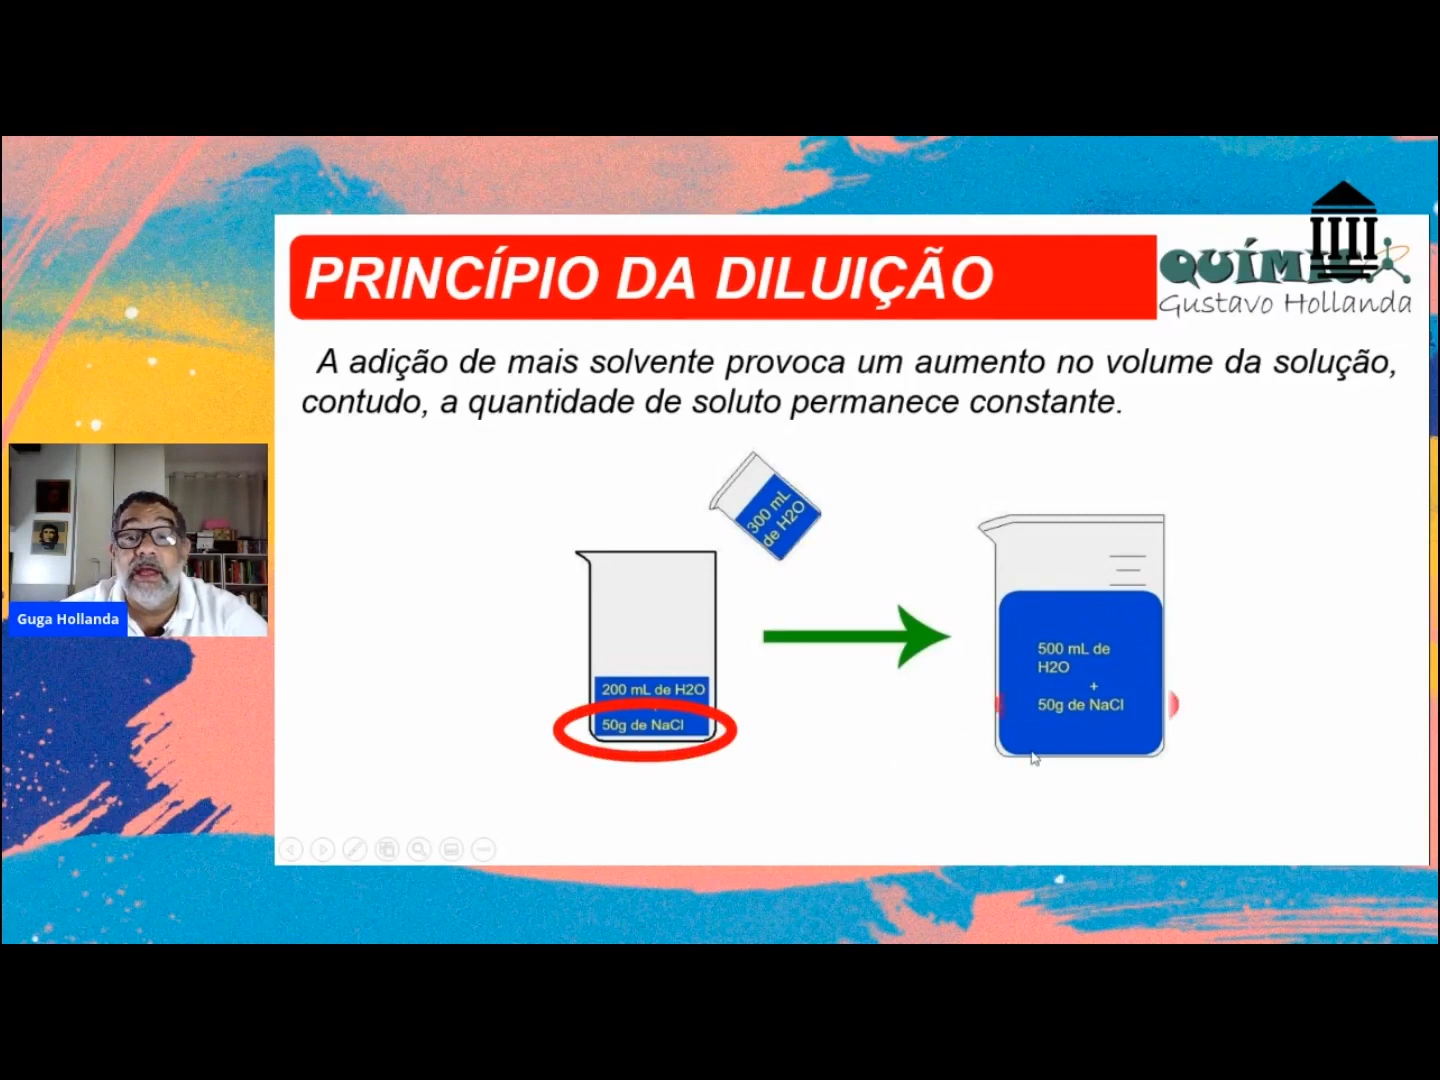 PRINCÍPIO DA DILUIÇÃO
Gustavo Hollanda
A adição de mais solvente provoca um aumento no volume da solução,
contudo, a quantidade de soluto permanece constante.
300 mL
de H2O
200 mL de H2O
50g de NaCl
500 mL de
H2O
+
50g de NaCl
Guga Hollanda